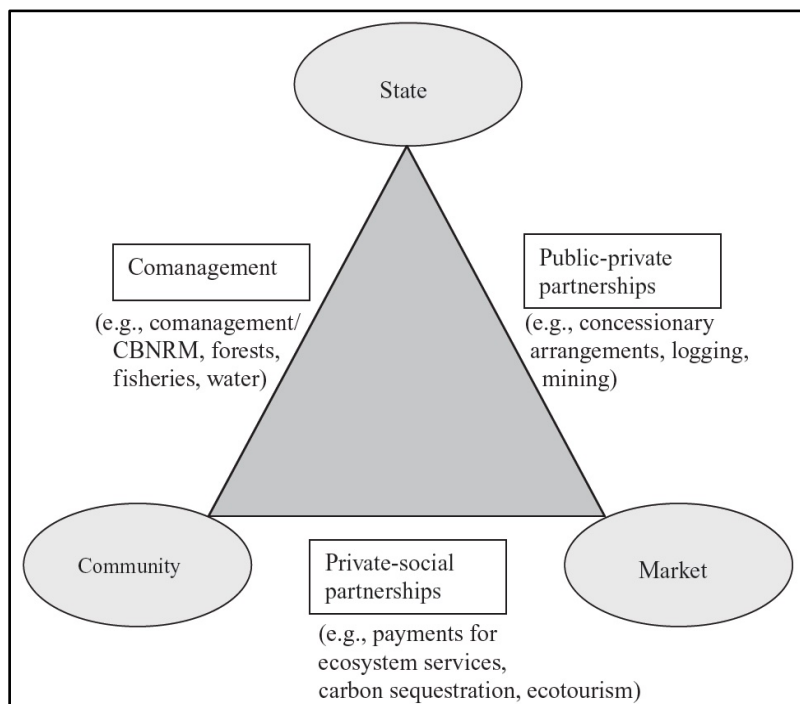 State
Comanagement
(e.g., comanagement/
CBNRM, forests,
fisheries, water)
Public-private
partnerships
(e.g., concessionary
arrangements, logging,
mining)
Community
Private-social
partnerships
(e.g., payments for
ecosystem services,
carbon sequestration, ecotourism)
Market